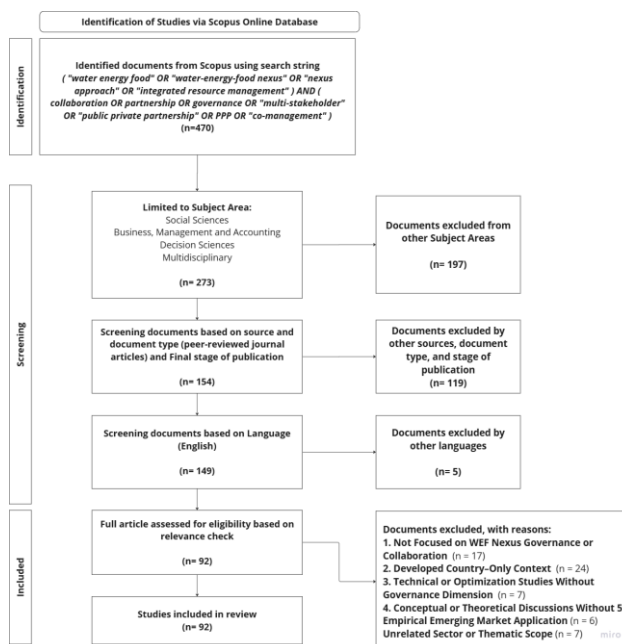 Identification of Studies via Scopus Online Database
Identification
Identified documents from Scopus using search string
( "water energy food" OR "water-energy-food nexus" OR "nexus
approach" OR "integrated resource management" ) AND (
collaboration OR partnership OR governance OR "multi-stakeholder"
OR "public private partnership" OR PPP OR "co-management" )
(n=470)
Screening
Limited to Subject Area:
Social Sciences
Business, Management and Accounting
Decision Sciences
Multidisciplinary
(n= 273)
Documents excluded from
other Subject Areas
(n= 197)
Screening documents based on source and
document type (peer-reviewed journal
articles) and Final stage of publication
(n= 154)
Documents excluded by
other sources, document
type, and stage of
publication
(n= 119)
Screening documents based on Language
(English)
(n= 149)
Documents excluded by
other languages
(n= 5)
Included
Full article assessed for eligibility based on
relevance check
(n= 92)
Documents excluded, with reasons:
1. Not Focused on WEF Nexus Governance or
Collaboration (n = 17)
2. Developed Country–Only Context (n = 24)
3. Technical or Optimization Studies Without
Governance Dimension (n = 7)
4. Conceptual or Theoretical Discussions Without 5
Empirical Emerging Market Application (n = 6)
Unrelated Sector or Thematic Scope (n = 7)
Studies included in review
(n= 92)
miro